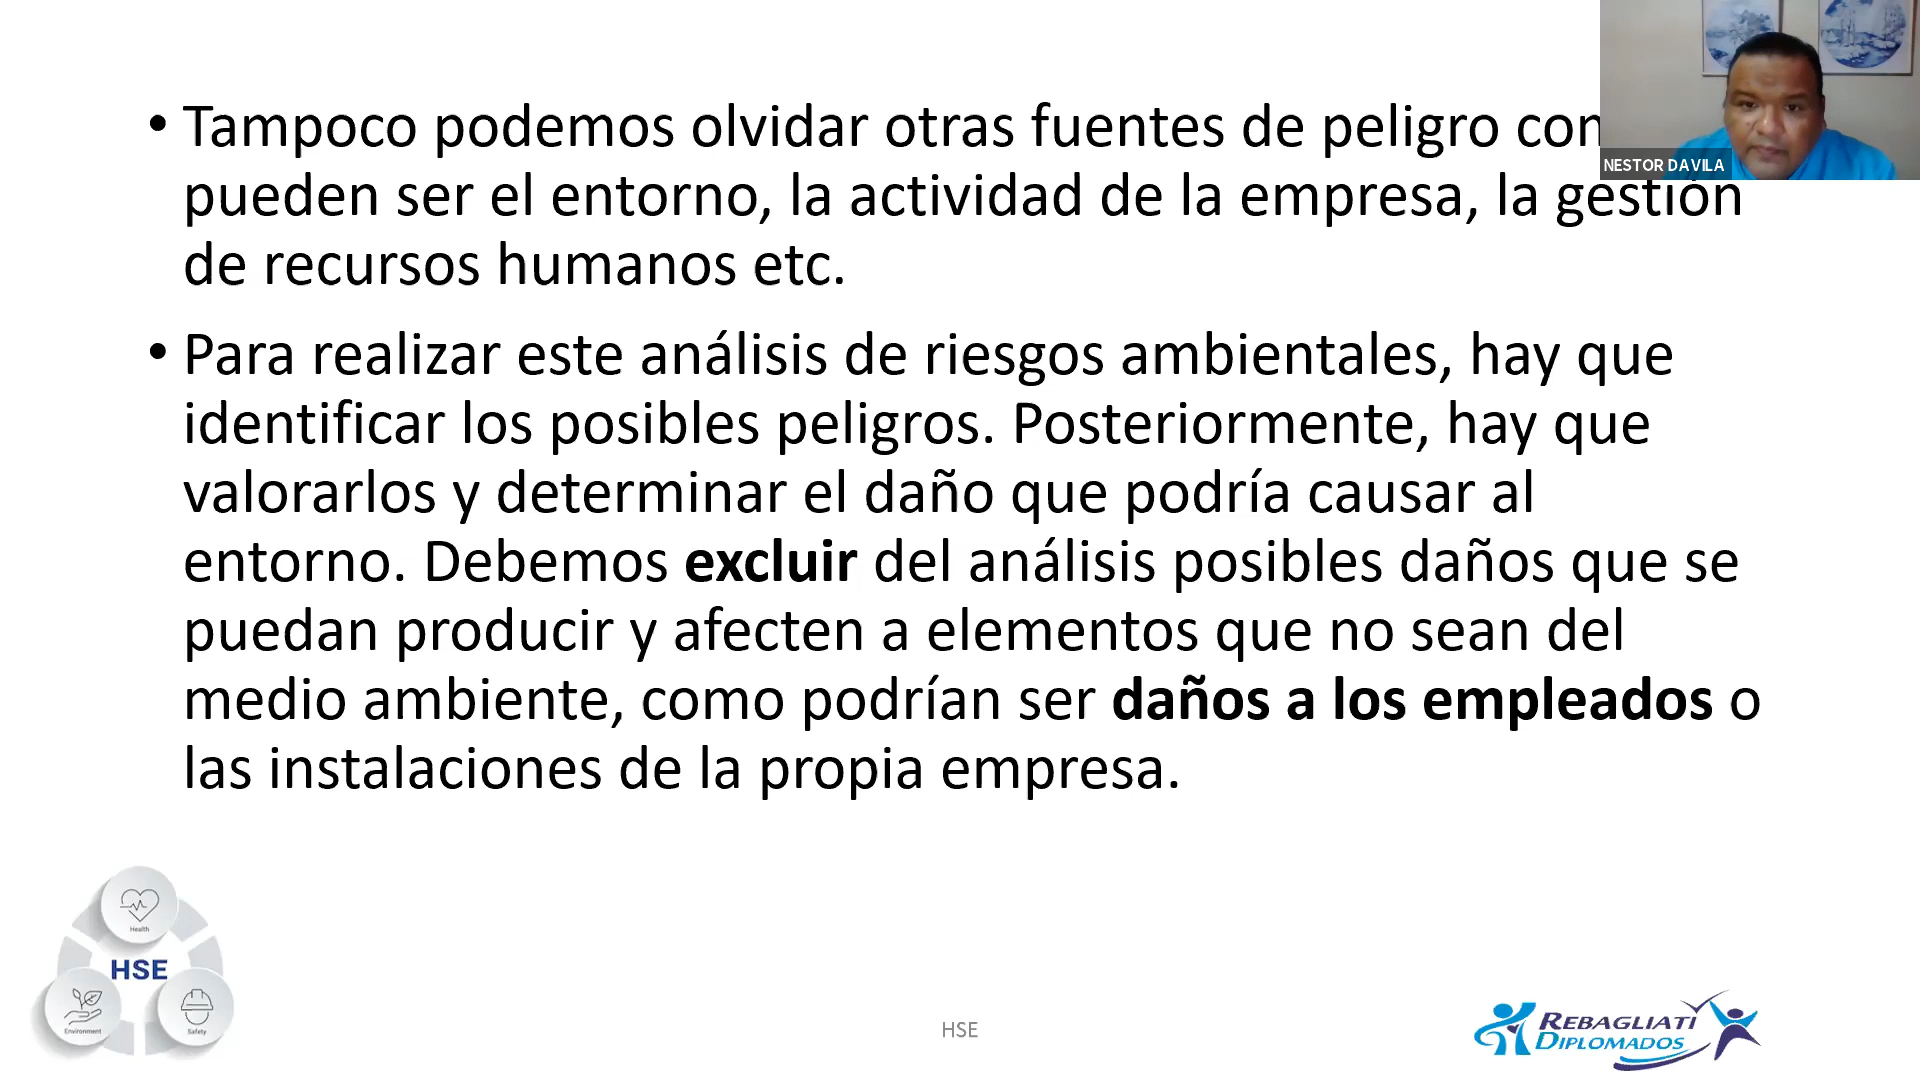 • Tampoco podemos olvidar otras fuentes de peligro
pueden ser el entorno, la actividad de la empresa, la gestión
de recursos humanos etc.
• Para realizar este análisis de riesgos ambientales, hay que
identificar los posibles peligros. Posteriormente, hay que
valorarlos y determinar el daño que podría causar al
entorno. Debemos excluir del análisis posibles daños que se
puedan producir y afecten a elementos que no sean del
medio ambiente, como podrían ser daños a los empleados o
las instalaciones de la propia empresa.
NESTOR DAVILA
Health
HSE
Environment
Safety
HSE
REBAGLIATI
DIPLOMADOS